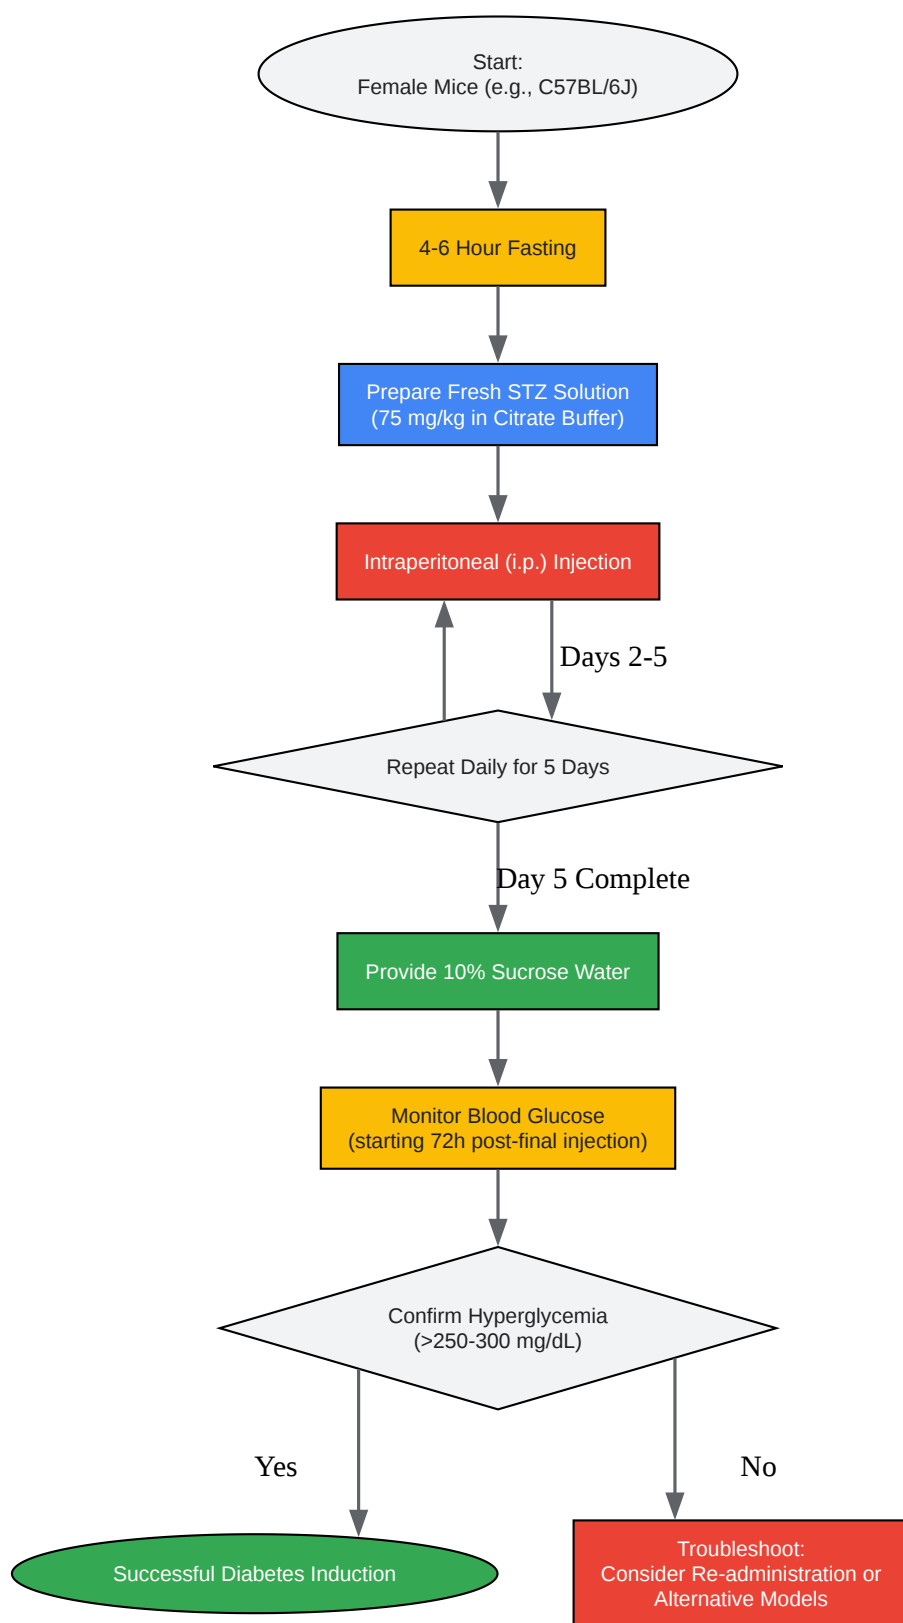 Start:
Female Mice (e.g., C57BL/6J)
4-6 Hour Fasting
Prepare Fresh STZ Solution
(75 mg/kg in Citrate Buffer)
Intraperitoneal (i.p.) Injection
Days 2-5
Repeat Daily for 5 Days
Day 5 Complete
Provide 10% Sucrose Water
Monitor Blood Glucose
(starting 72h post-final injection)
Confirm Hyperglycemia
(>250-300 mg/dL)
Yes
No
Successful Diabetes Induction
Troubleshoot:
Consider Re-administration or
Alternative Models